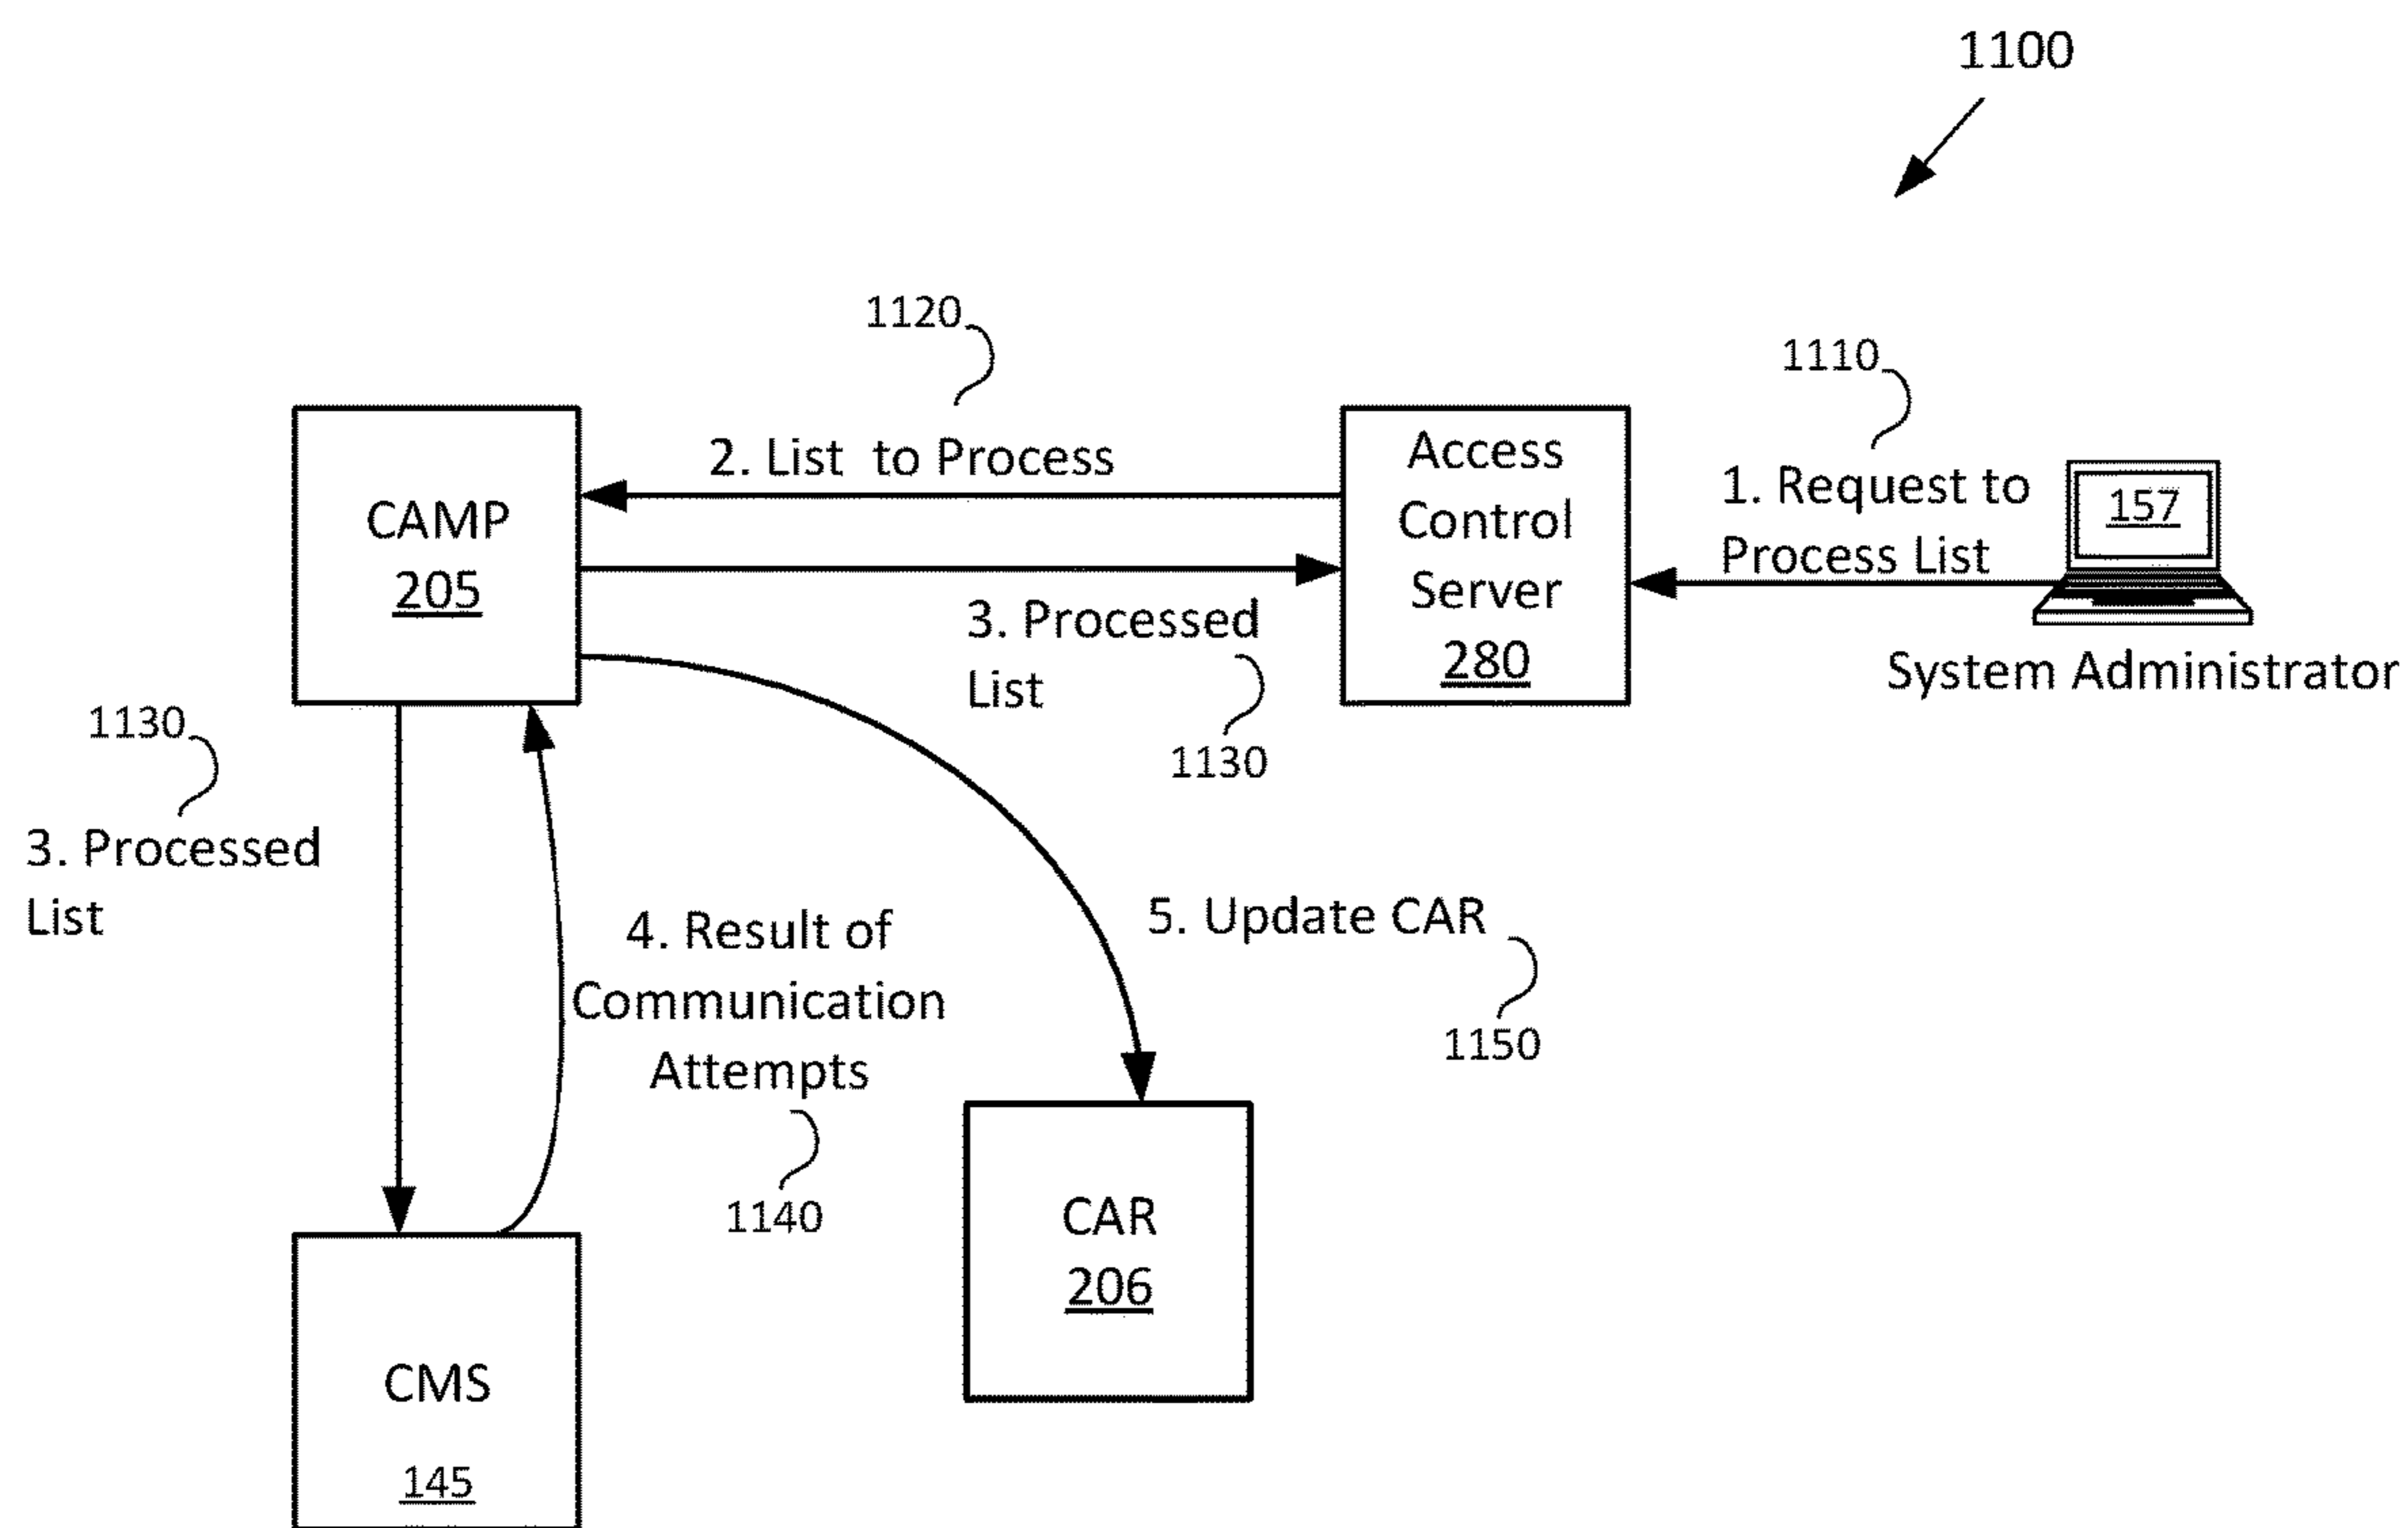 1100
1120
1110
2. List to Process
1. Request to
Process List
157
System Administrator
Access
Control
Server
280
CAMP
205
3. Processed
List
1130
1130
3. Processed
List
4. Result of
Communication
Attempts
1140
5. Update CAR
1150
CAR
206
CMS
145